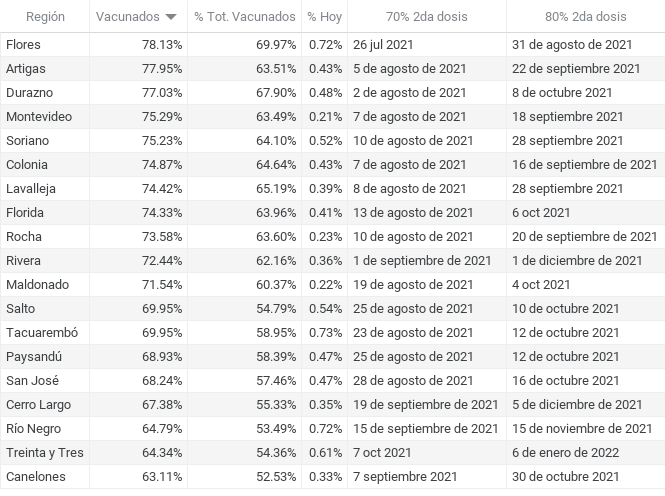 Región Vacunados % Tot. Vacunados % Hoy 70% 2da dosis 80% 2da dosis
Flores 78.13% 69.97% 0.72% 26 jul 2021 31 de agosto de 2021
Artigas 77.95% 63.51% 0.43% 5 de agosto de 2021 22 de septiembre de 2021
Durazno 77.03% 67.90% 0.48% 2 de agosto de 2021 8 de octubre de 2021
Montevideo 75.29% 63.49% 0.21% 7 de agosto de 2021 18 septiembre 2021
Soriano 75.23% 64.10% 0.52% 10 de agosto de 2021 28 septiembre 2021
Colonia 74.87% 64.64% 0.43% 7 de agosto de 2021 16 de septiembre de 2021
Lavalleja 74.42% 65.19% 0.39% 8 de agosto de 2021 28 septiembre 2021
Florida 74.33% 63.96% 0.41% 13 de agosto de 2021 6 oct 2021
Rocha 73.58% 63.60% 0.23% 10 de agosto de 2021 20 de septiembre de 2021
Rivera 72.44% 62.16% 0.36% 1 de septiembre de 2021 1 de diciembre de 2021
Maldonado 71.54% 60.37% 0.22% 19 de agosto de 2021 4 oct 2021
Salto 69.95% 54.79% 0.54% 25 de agosto de 2021 10 de octubre 2021
Tacuarembó 69.95% 58.95% 0.73% 23 de agosto de 2021 12 de octubre 2021
Paysandú 68.93% 58.39% 0.47% 25 de agosto de 2021 12 de octubre 2021
San José 68.24% 57.46% 0.47% 28 de agosto de 2021 16 de octubre 2021
Cerro Largo 67.38% 55.33% 0.35% 19 de septiembre de 2021 5 de diciembre de 2021
Río Negro 64.79% 53.49% 0.72% 15 de septiembre de 2021 15 de noviembre de 2021
Treinta y Tres 64.34% 54.36% 0.61% 7 oct 2021 6 de enero de 2022
Canelones 63.11% 52.53% 0.33% 7 septiembre 2021 30 de octubre 2021